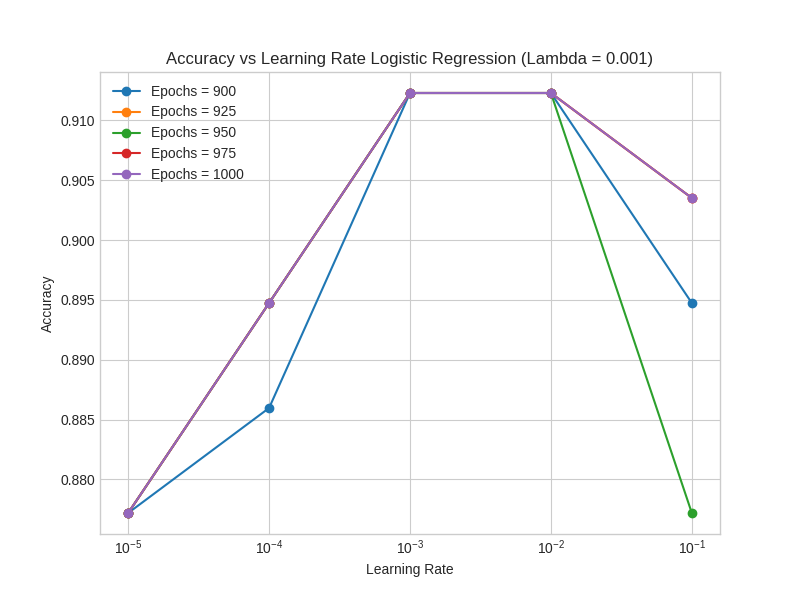 Accuracy vs Learning Rate Logistic Regression (Lambda = 0.001)
Epochs = 900
Epochs = 925
Epochs = 950
Epochs = 975
Epochs = 1000
0.910
0.905
0.900
0.895
0.890
0.885
0.880
Accuracy
10⁻⁵ 10⁻⁴ 10⁻³ 10⁻² 10⁻¹
Learning Rate